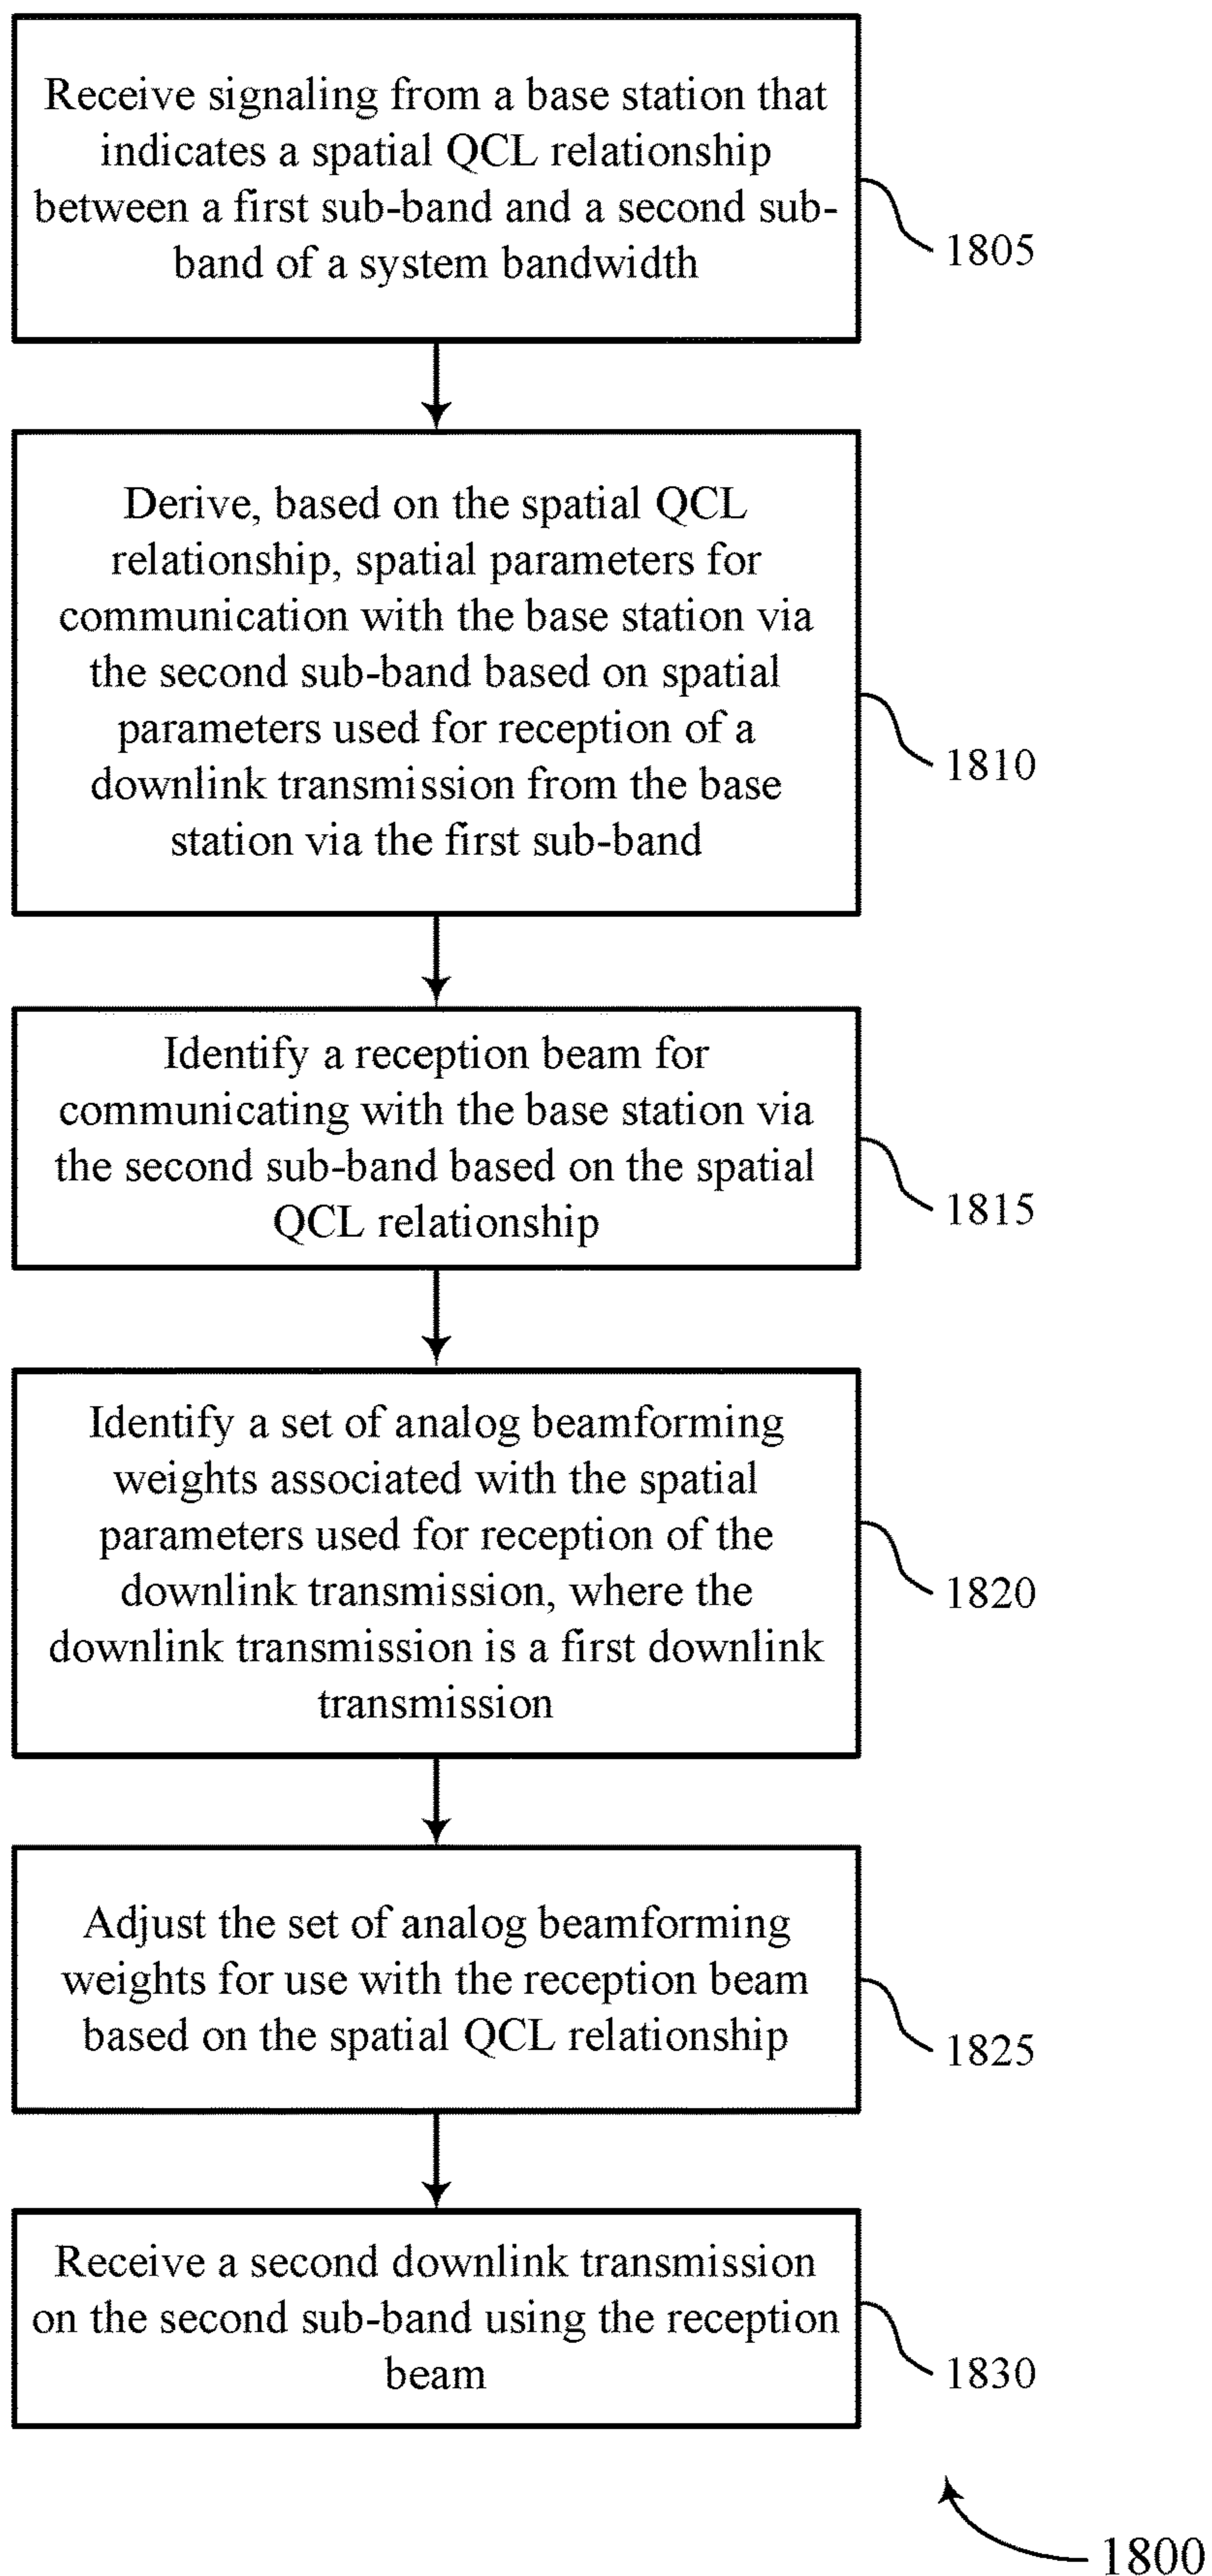 Receive signaling from a base station that
indicates a spatial QCL relationship
between a first sub-band and a second sub-
band of a system bandwidth
1805
Derive, based on the spatial QCL
relationship, spatial parameters for
communication with the base station via
the second sub-band based on spatial
parameters used for reception of a
downlink transmission from the base
station via the first sub-band
1810
Identify a reception beam for
communicating with the base station via
the second sub-band based on the spatial
QCL relationship
1815
Identify a set of analog beamforming
weights associated with the spatial
parameters used for reception of the
downlink transmission, where the
downlink transmission is a first downlink
transmission
1820
Adjust the set of analog beamforming
weights for use with the reception beam
based on the spatial QCL relationship
1825
Receive a second downlink transmission
on the second sub-band using the reception
beam
1830
1800